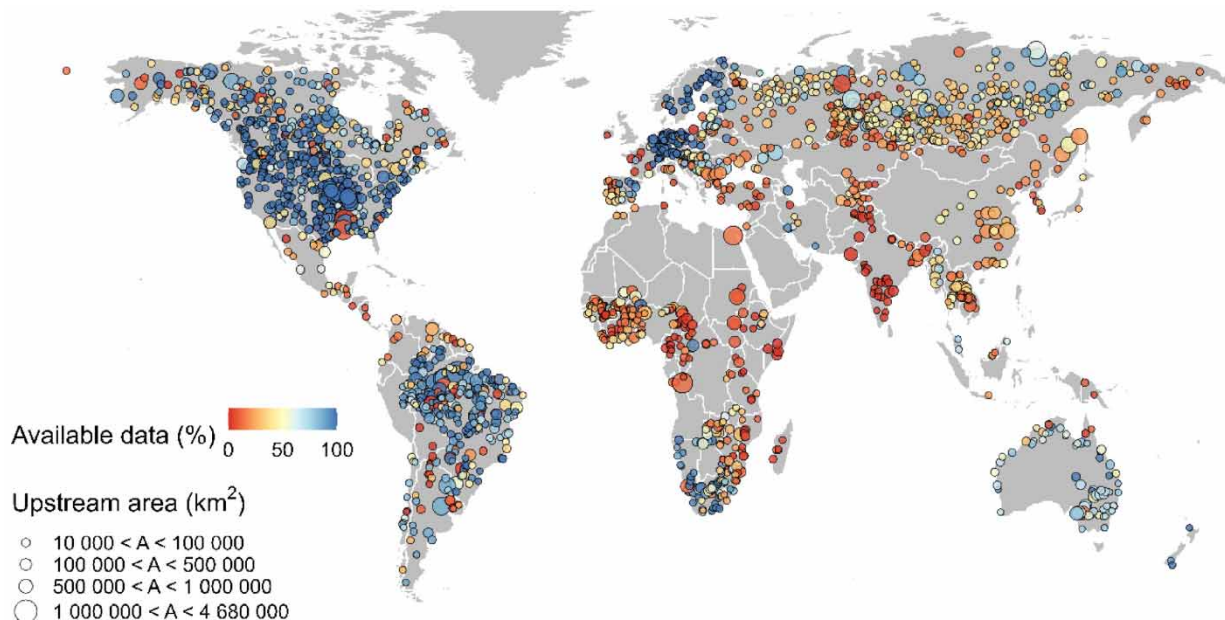 Available data (%)
0 50 100
Upstream area (km²)
10 000 < A < 100 000
100 000 < A < 500 000
500 000 < A < 1 000 000
1 000 000 < A < 4 680 000